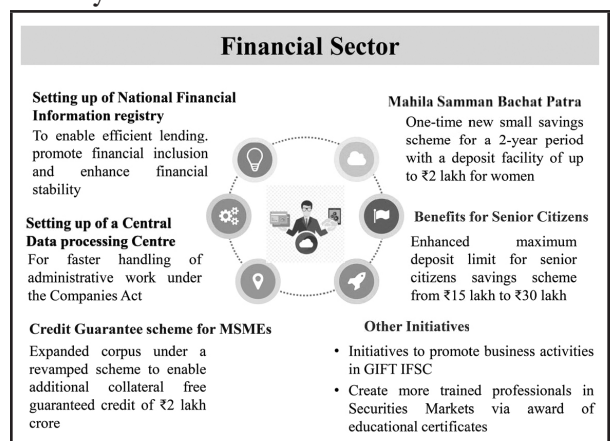 Financial Sector
Setting up of National Financial
Information registry
To enable efficient lending.
promote financial inclusion
and enhance financial
stability
Setting up of a Central
Data processing Centre
For faster handling of
administrative work under
the Companies Act
Credit Guarantee scheme for MSMEs
Expanded corpus under a
revamped scheme to enable
additional collateral free
guaranteed credit of ₹2 lakh
crore
Mahila Samman Bachat Patra
One-time new small savings
scheme for a 2-year period
with a deposit facility of up
to ₹2 lakh for women
Benefits for Senior Citizens
Enhanced maximum
deposit limit for senior
citizens savings scheme
from ₹15 lakh to ₹30 lakh
Other Initiatives
• Initiatives to promote business activities
in GIFT IFSC
• Create more trained professionals in
Securities Markets via award of
educational certificates